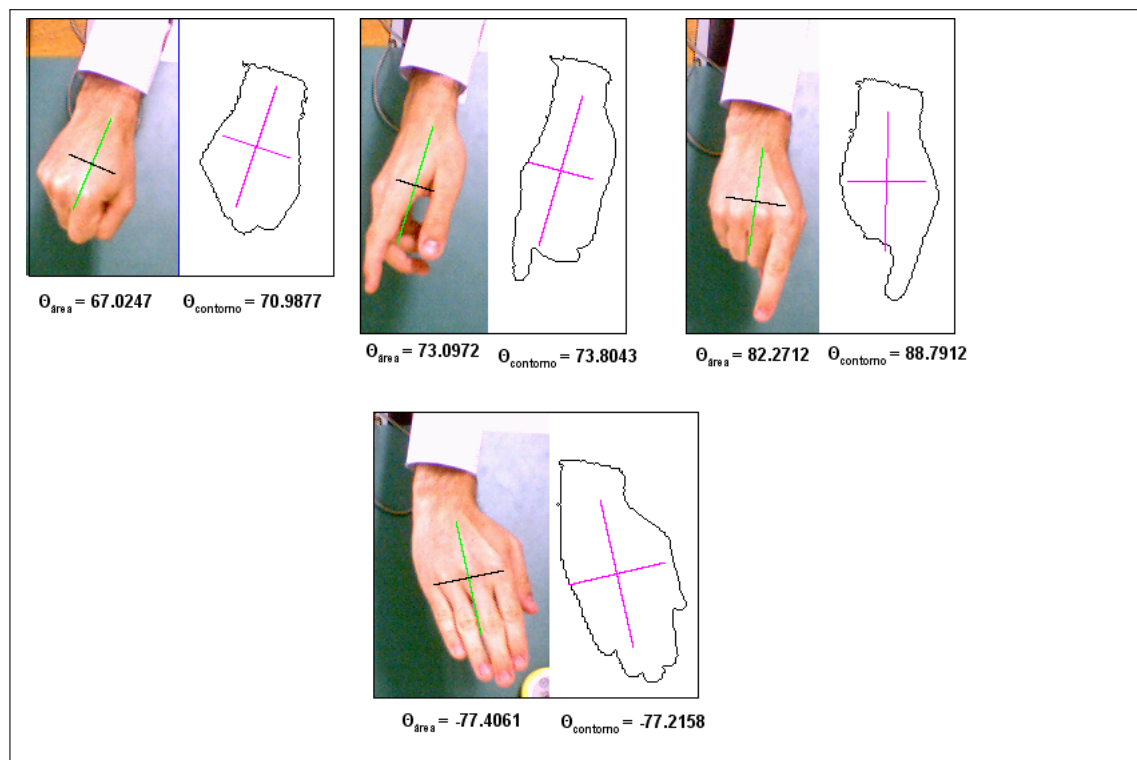 Θárea = 67.0247 Θcontorno = 70.9877
Θárea = 73.0972 Θcontorno = 73.8043
Θárea = 82.2712 Θcontorno = 88.7912
Θárea = -77.4061 Θcontorno = -77.2158